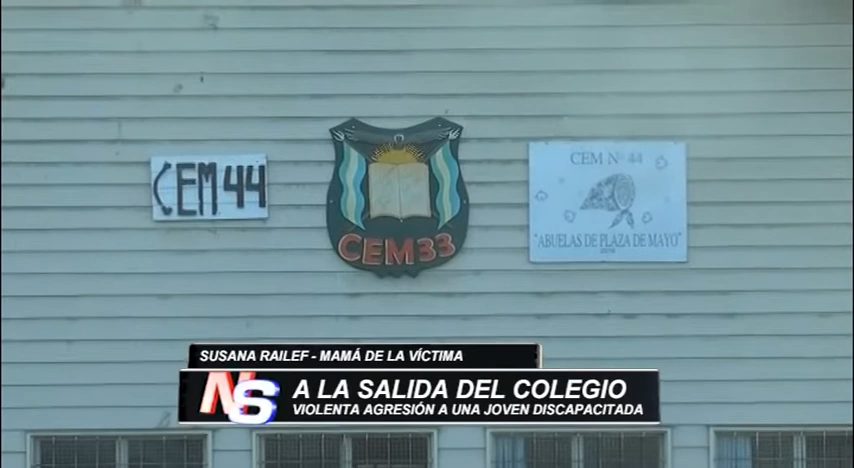 CEM 44
CEM33
CEM N° 44
"ABUELAS DE PLAZA DE MAYO"
SUSANA RAILEF - MAMÁ DE LA VÍCTIMA
NS
A LA SALIDA DEL COLEGIO
VIOLENTA AGRESIÓN A UNA JOVEN DISCAPACITADA